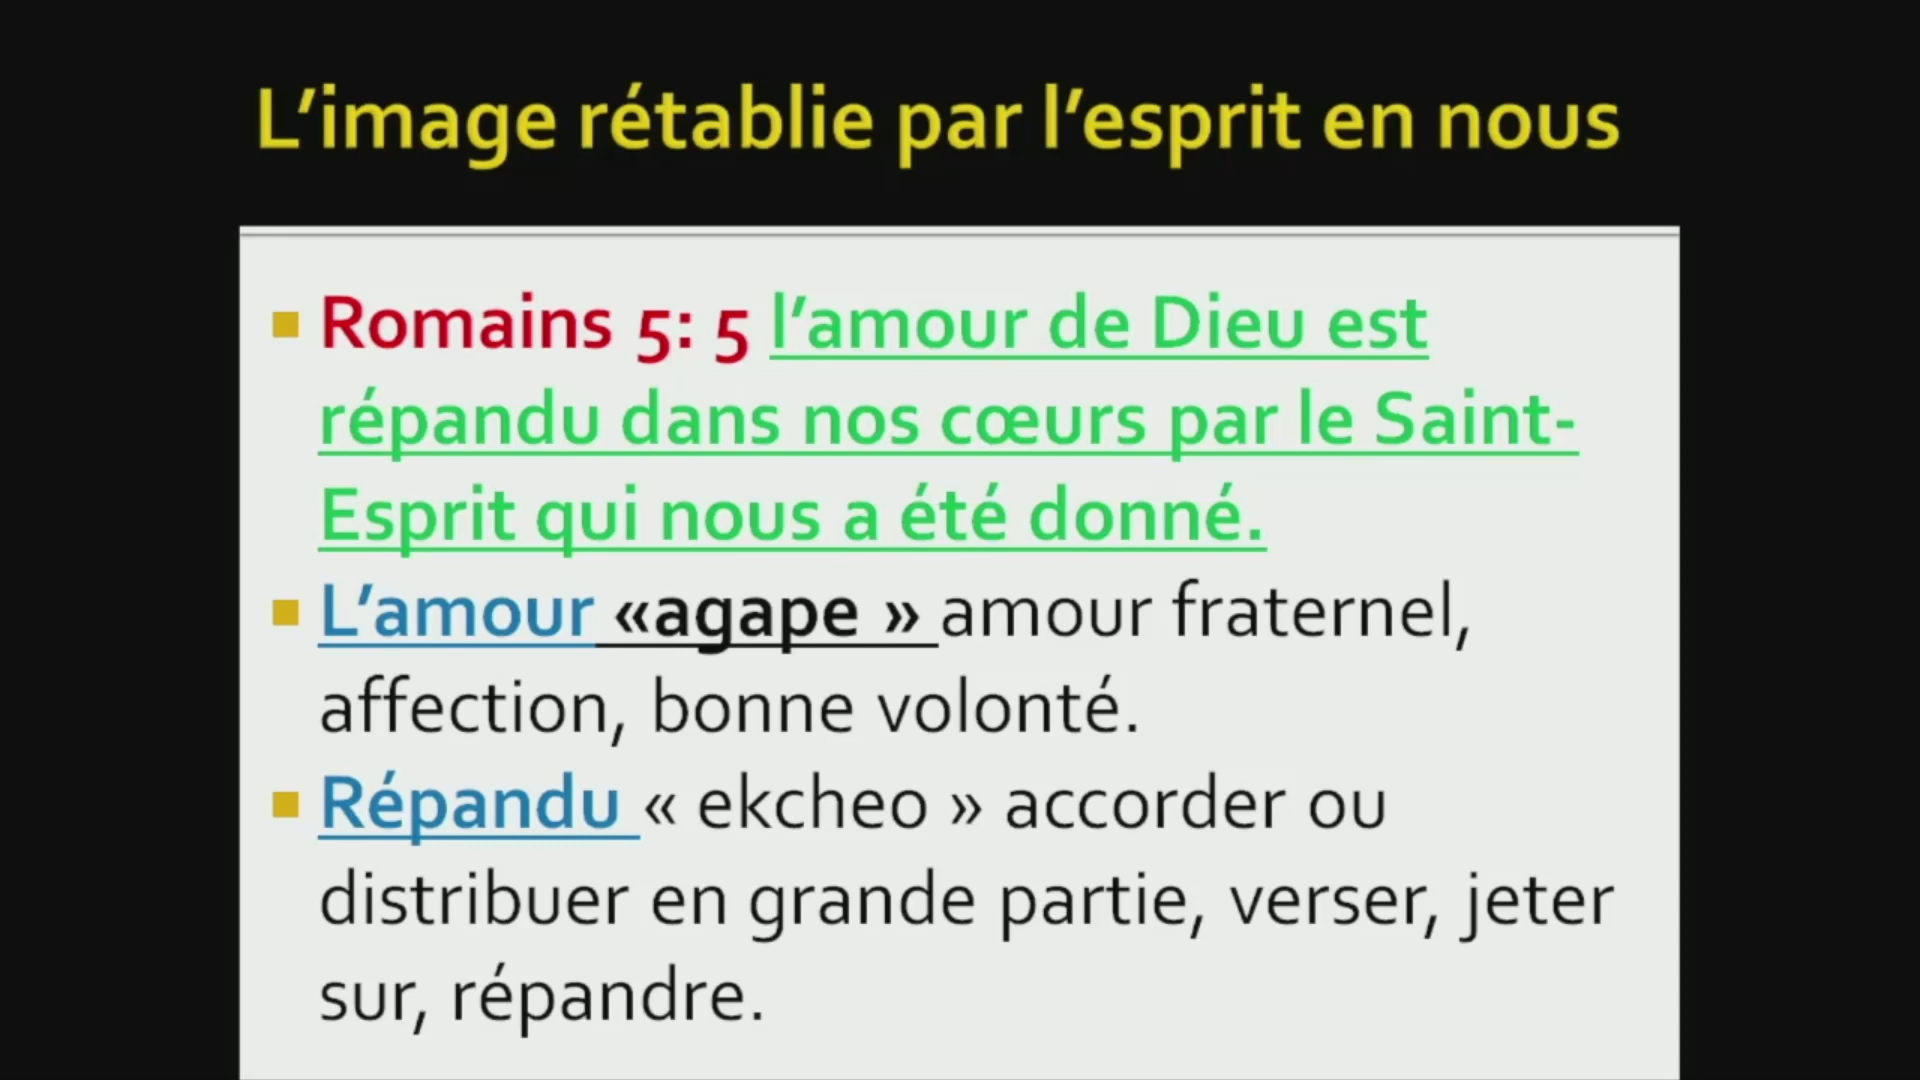 L’image rétablie par l’esprit en nous
Romains 5: 5 l’amour de Dieu est
répandu dans nos cœurs par le Saint-
Esprit qui nous a été donné.
L’amour «agape » amour fraternel,
affection, bonne volonté.
Répandu « ekcheo » accorder ou
distribuer en grande partie, verser, jeter
sur, répandre.